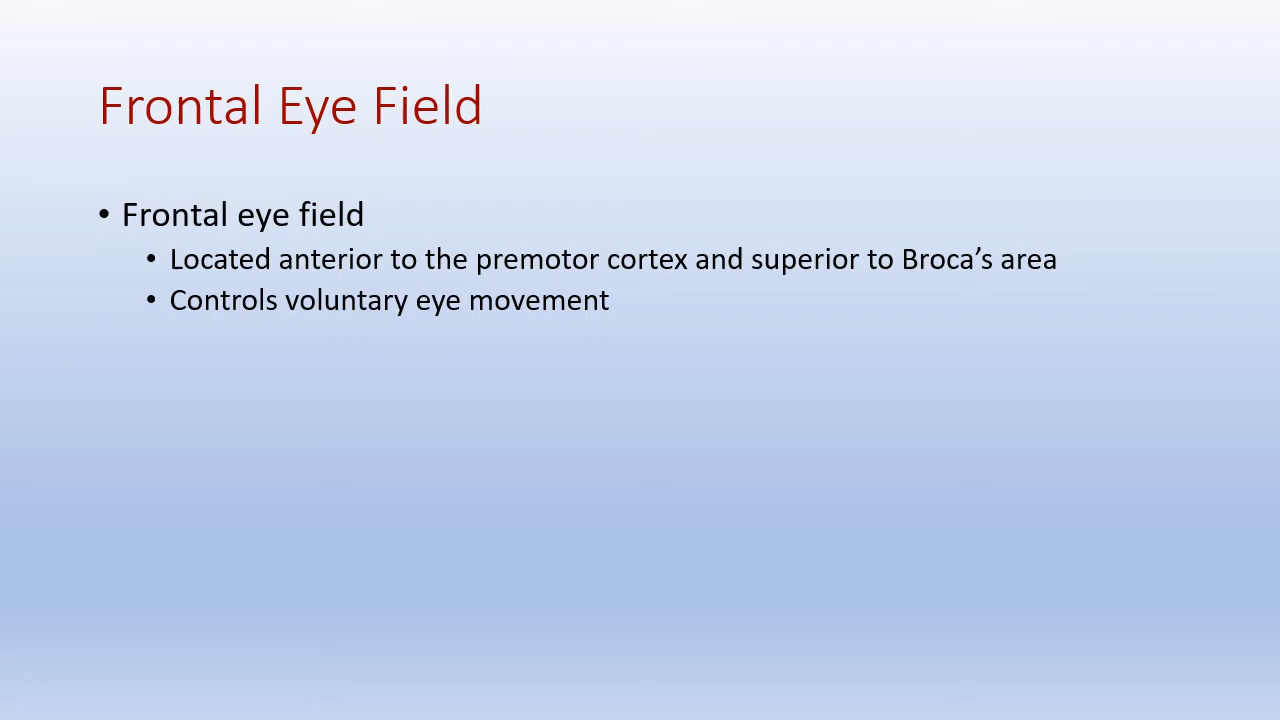 Frontal Eye Field
• Frontal eye field
• Located anterior to the premotor cortex and superior to Broca’s area
• Controls voluntary eye movement